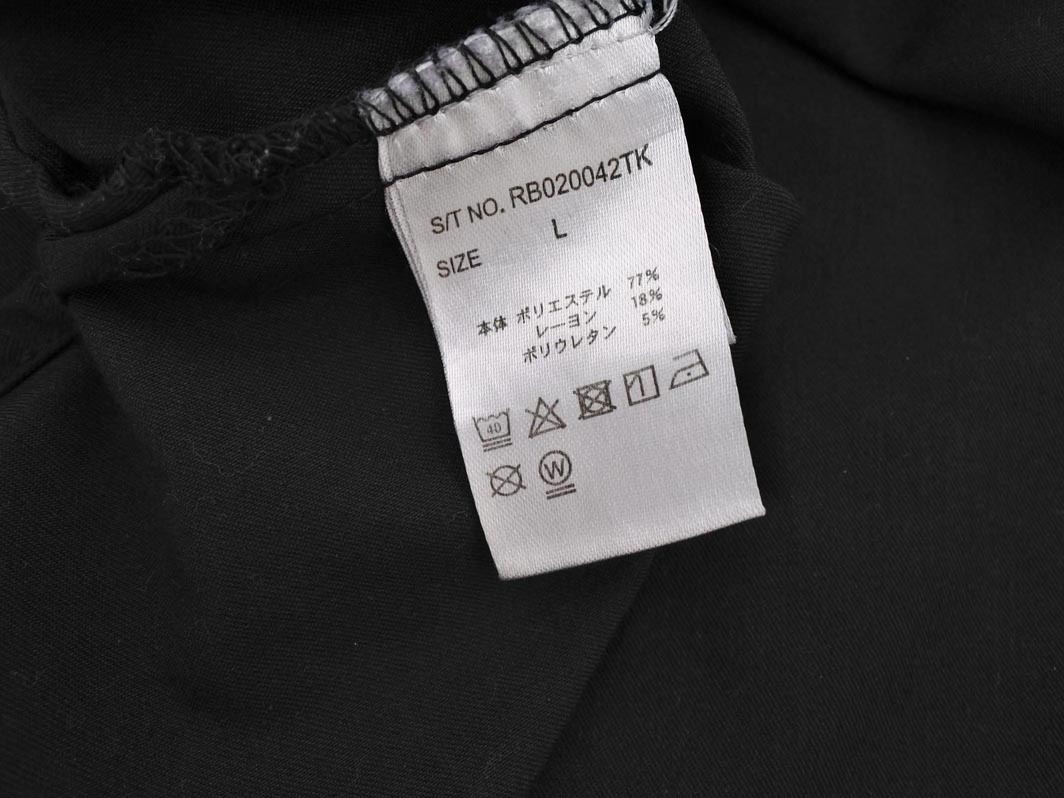 S/T NO. RB020042TK
SIZE L
本体 ポリエステル 77%
レーヨン 18%
ポリウレタン 5%
40
W